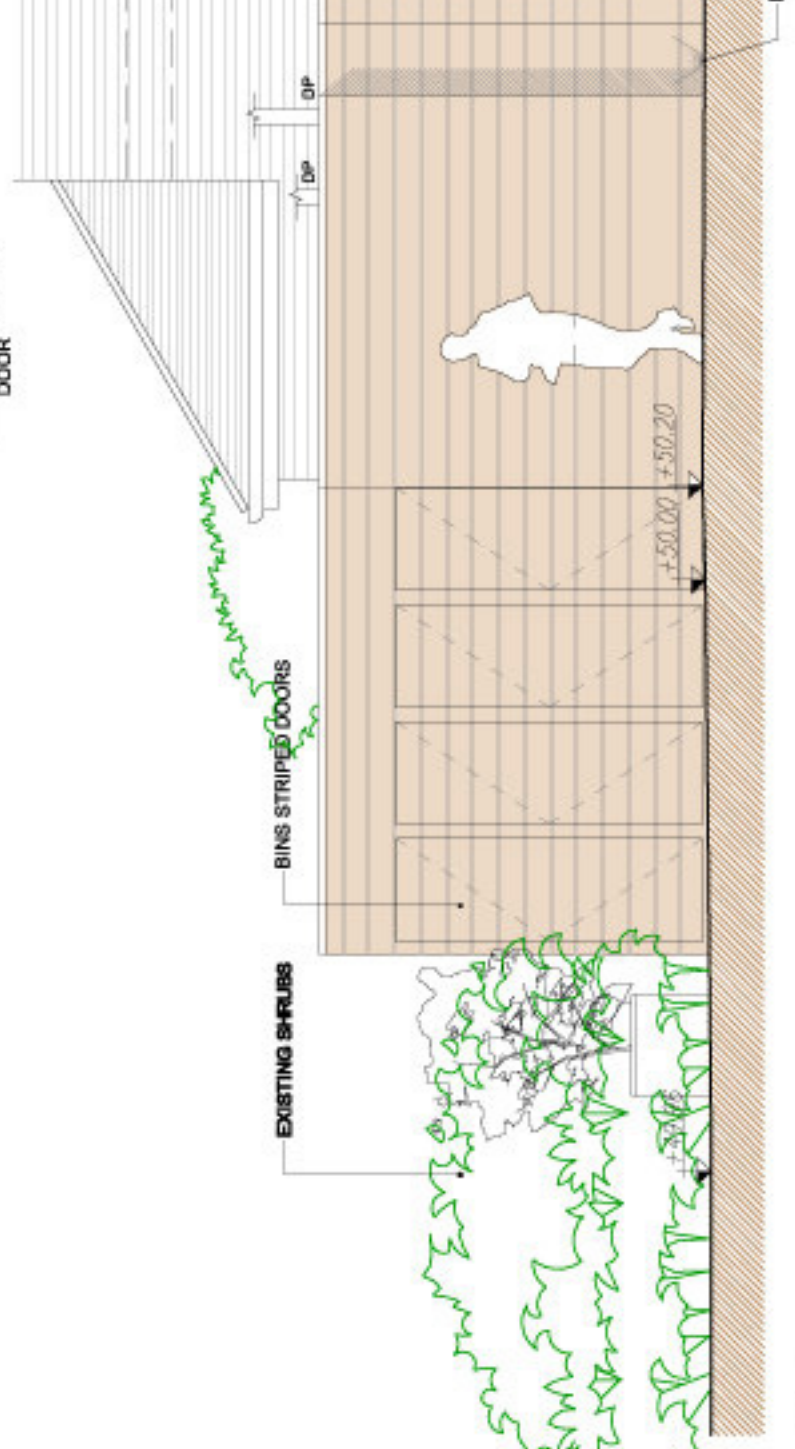 DOOR
DP
DP
+50.20
+50.00
BINS STRIPED DOORS
EXISTING SHRUBS